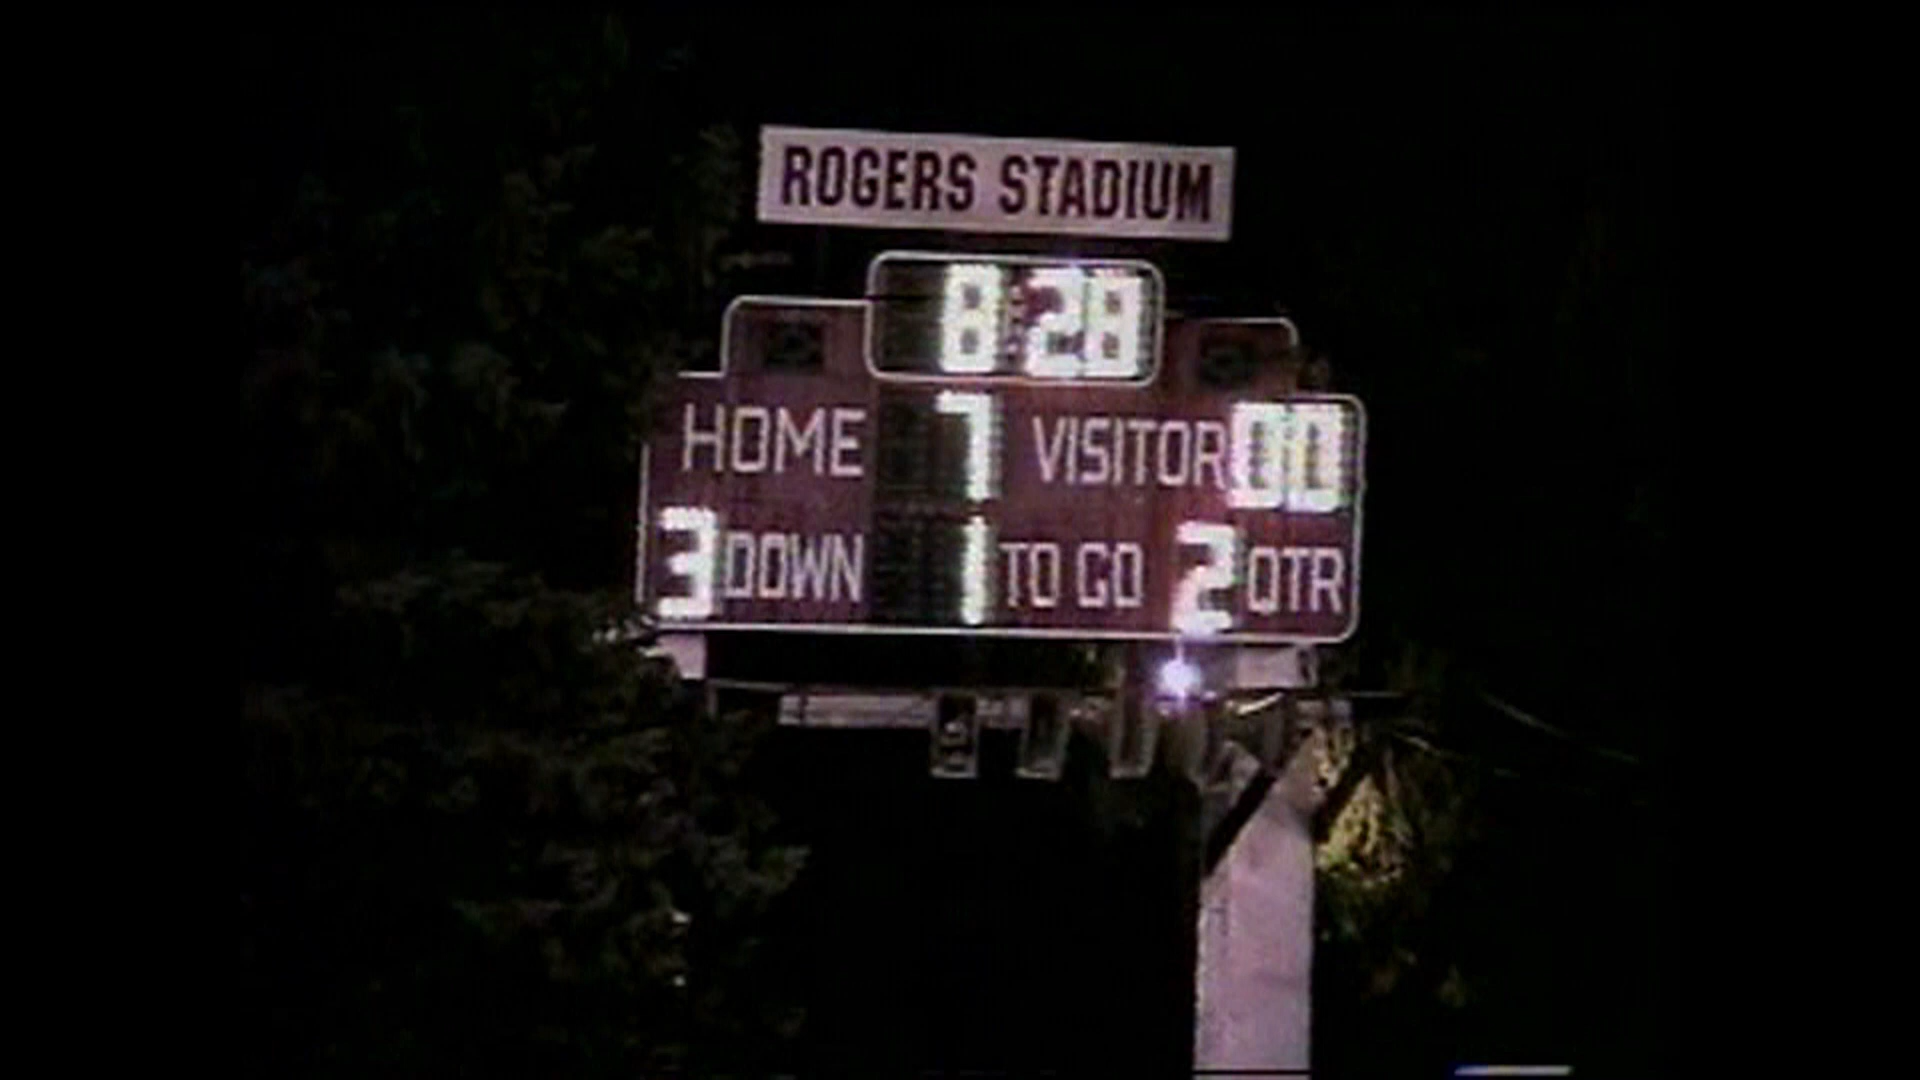 ROGERS STADIUM
8:28
HOME 7 VISITOR 00
3 DOWN 1 TO GO 2 QTR